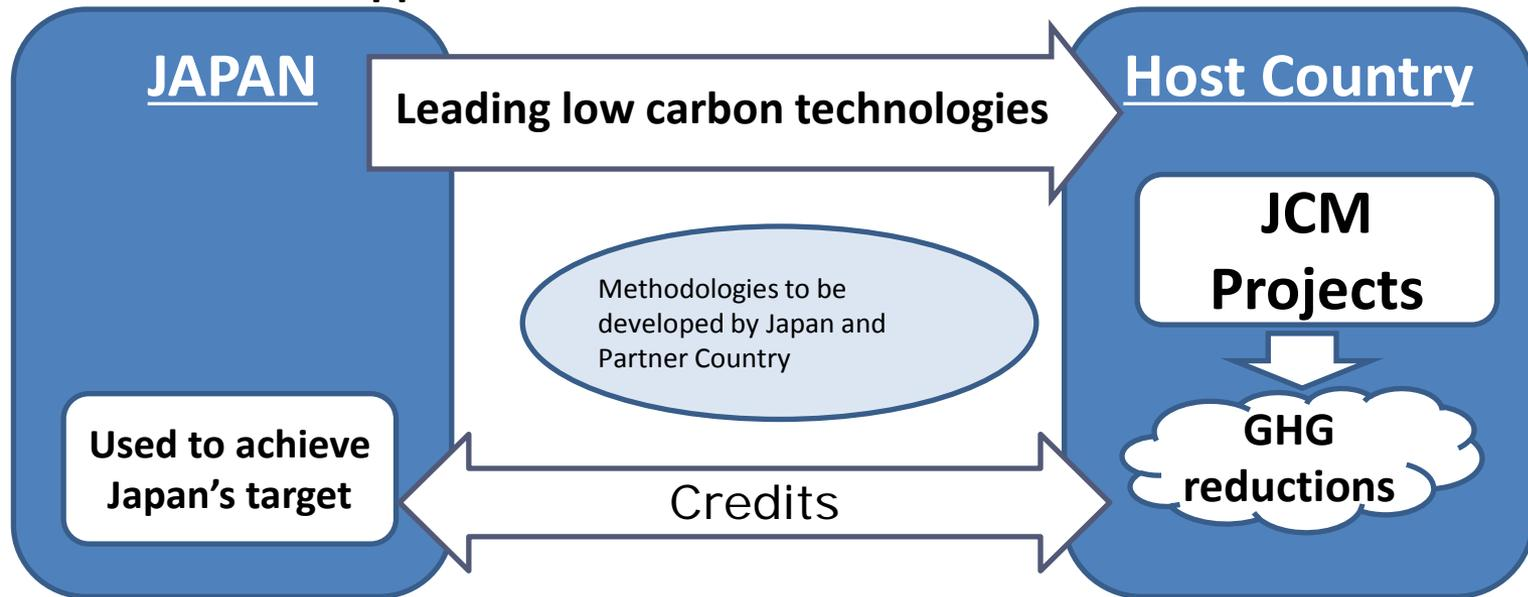 JAPAN
Leading low carbon technologies
Host Country
JCM
Projects
Methodologies to be
developed by Japan and
Partner Country
Used to achieve
Japan's target
Credits
GHG
reductions